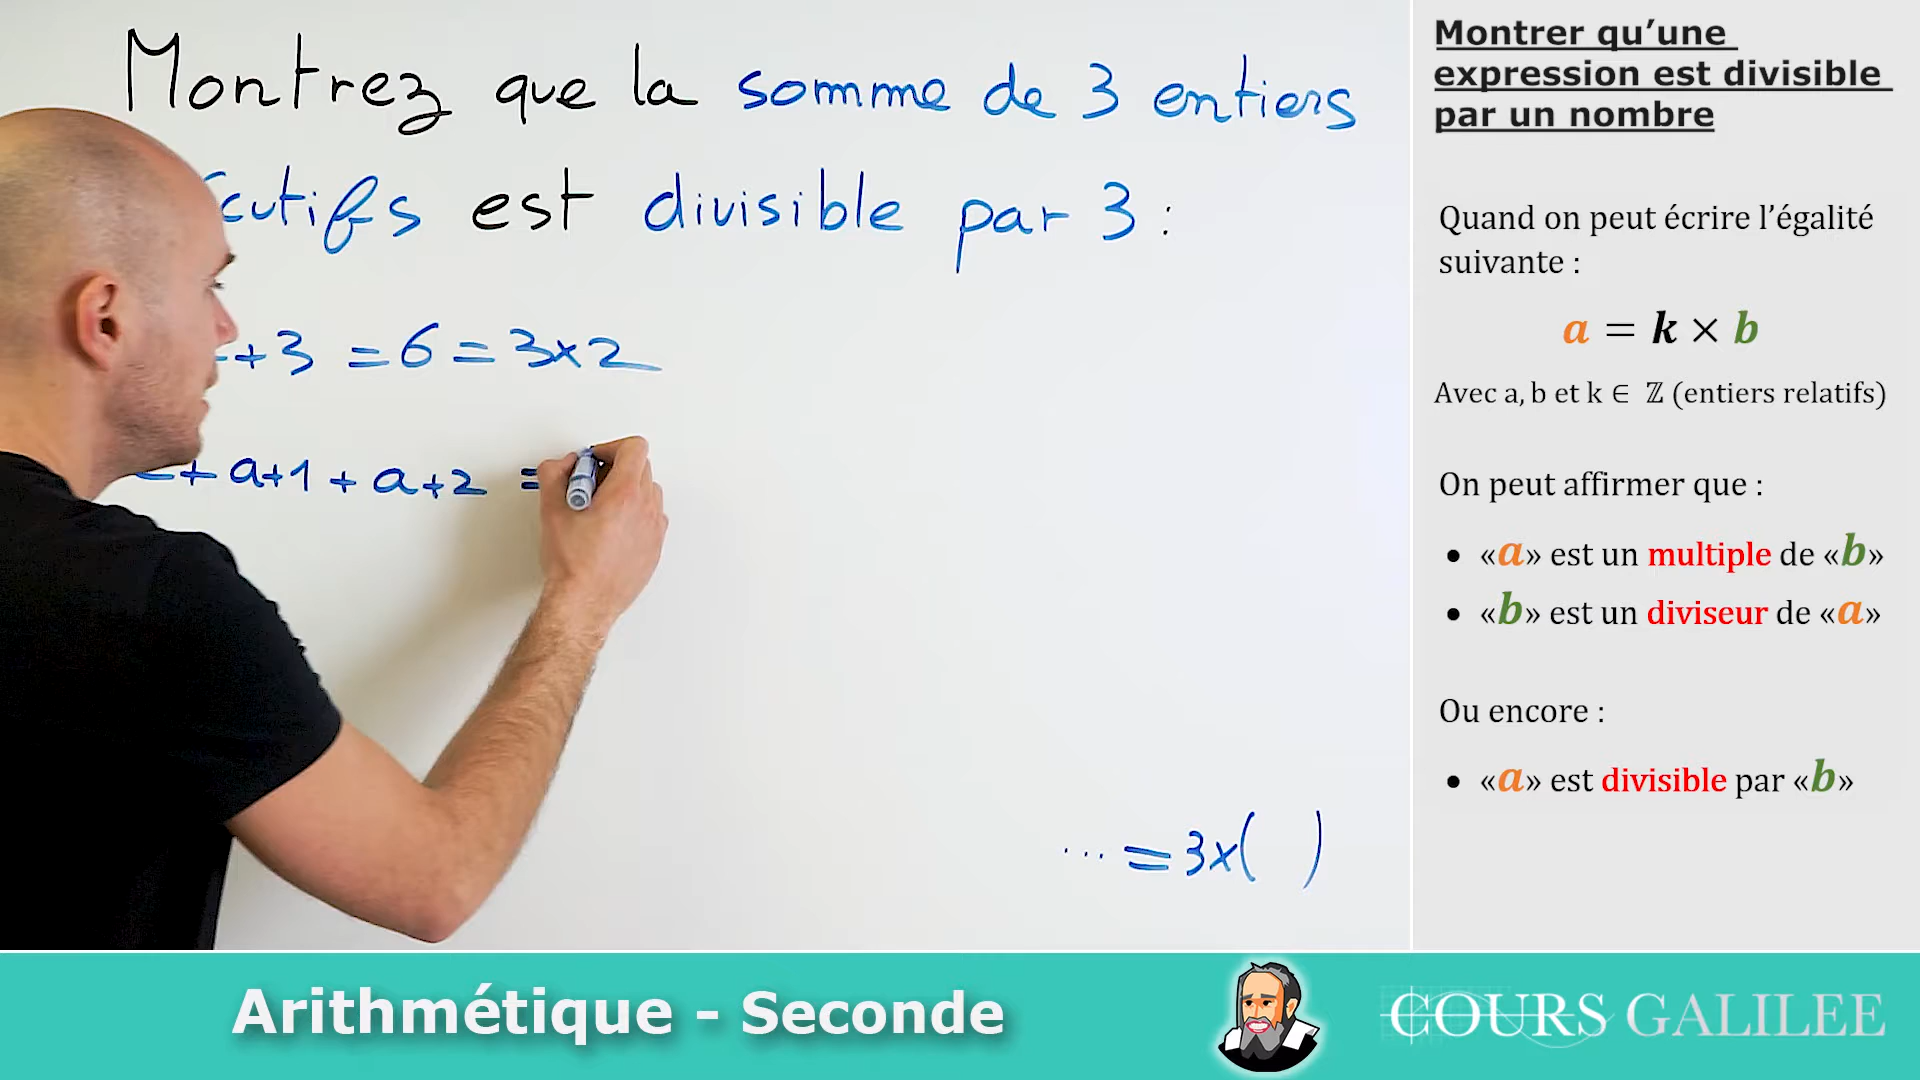 Montrez que la somme de 3 entiers
est divisible par 3 :
+ 3 = 6 = 3x2
+ a+1 + a+2 =
... = 3x( )
Montrer qu’une
expression est divisible
par un nombre
Quand on peut écrire l’égalité
suivante :
a = k × b
Avec a, b et k ∈ ℤ (entiers relatifs)
On peut affirmer que :
• «a» est un multiple de «b»
• «b» est un diviseur de «a»
Ou encore :
• «a» est divisible par «b»
Arithmétique - Seconde
COURS GALILEE